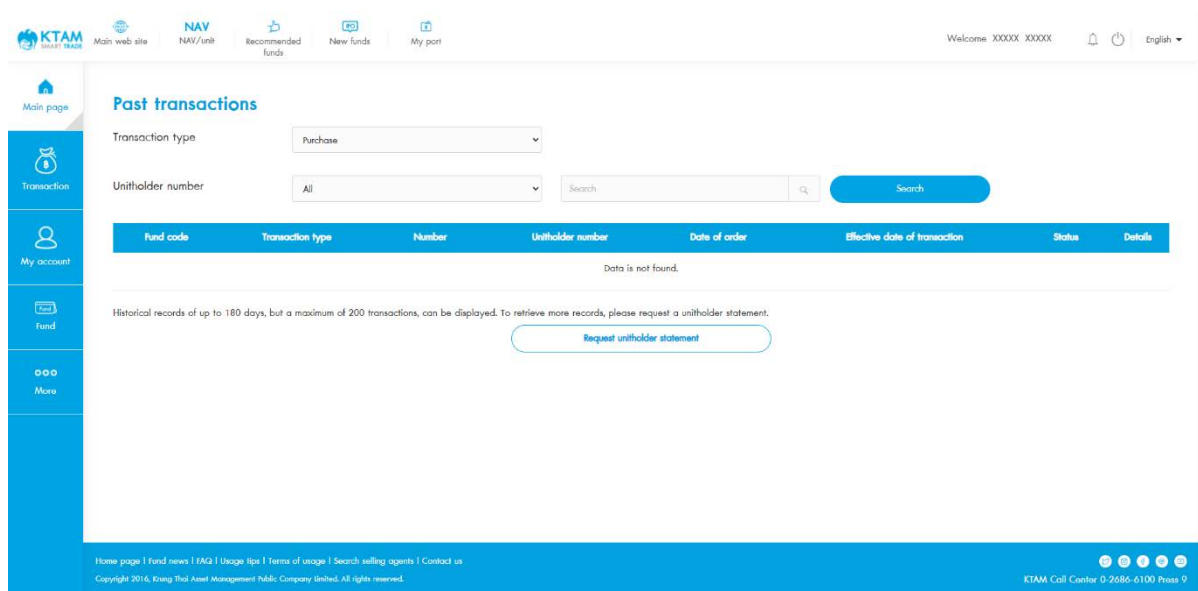 KTAM
SMART TRADE
Main web site
NAV
NAV/unit
Recommended
funds
IPO
New funds
My port
Welcome XXXXX XXXXX
English
Main page
Transaction
My account
Fund
Fund
More
Past transactions
Transaction type
Purchase
Unitholder number
All
Search
Search
Fund code Transaction type Number Unitholder number Date of order Effective date of transaction Status Details
Data is not found.
Historical records of up to 180 days, but a maximum of 200 transactions, can be displayed. To retrieve more records, please request a unitholder statement.
Request unitholder statement
Home page | Fund news | FAQ | Usage tips | Terms of usage | Search selling agents | Contact us
Copyright 2016, Krung Thai Asset Management Public Company Limited. All rights reserved.
KTAM Call Center 0-2686-6100 Press 9